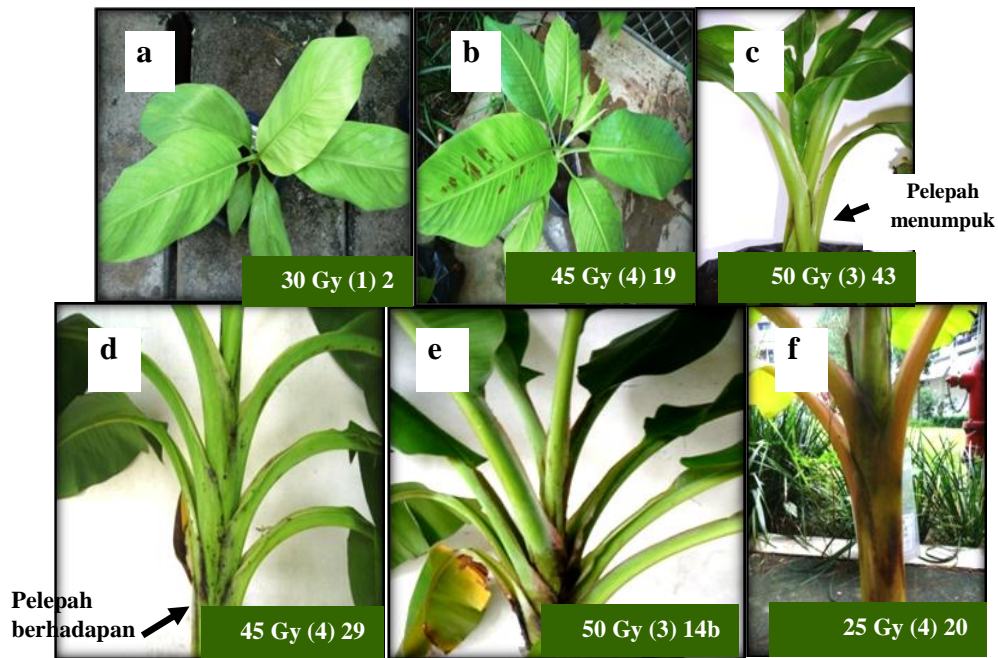 a
30 Gy (1) 2
b
45 Gy (4) 19
c
Pelepah
menumpuk
50 Gy (3) 43
d
Pelepah
berhadapan
45 Gy (4) 29
e
50 Gy (3) 14b
f
25 Gy (4) 20